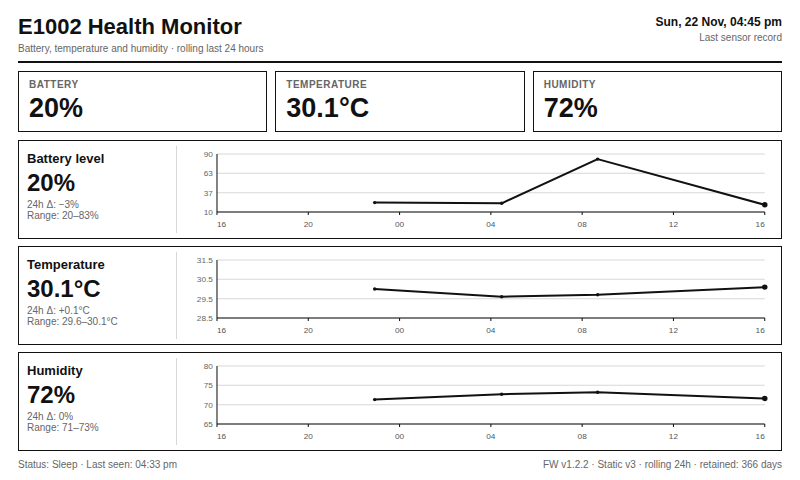 E1002 Health Monitor
Sun, 22 Nov, 04:45 pm
Battery, temperature and humidity · rolling last 24 hours
Last sensor record
BATTERY
20%
TEMPERATURE
30.1°C
HUMIDITY
72%
Battery level
20%
24h Δ: −3%
Range: 20–83%
90
63
37
10
16 20 00 04 08 12 16
Temperature
30.1°C
24h Δ: +0.1°C
Range: 29.6–30.1°C
31.5
30.5
29.5
28.5
16 20 00 04 08 12 16
Humidity
72%
24h Δ: 0%
Range: 71–73%
80
75
70
65
16 20 00 04 08 12 16
Status: Sleep · Last seen: 04:33 pm
FW v1.2.2 · Static v3 · rolling 24h · retained: 366 days